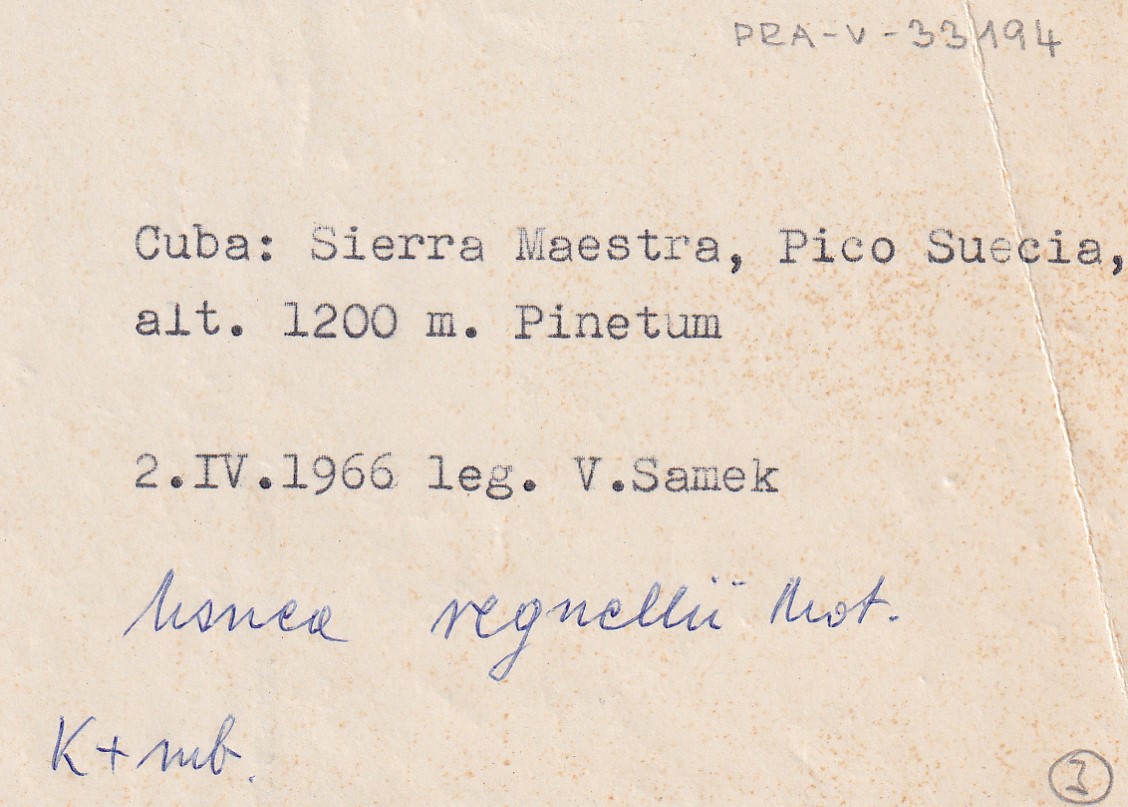 PRA-V-33194
Cuba: Sierra Maestra, Pico Suecia,
alt. 1200 m. Pinetum
2.IV.1966 leg. V.Samek
Usnea regnellii Mot.
K + rub.